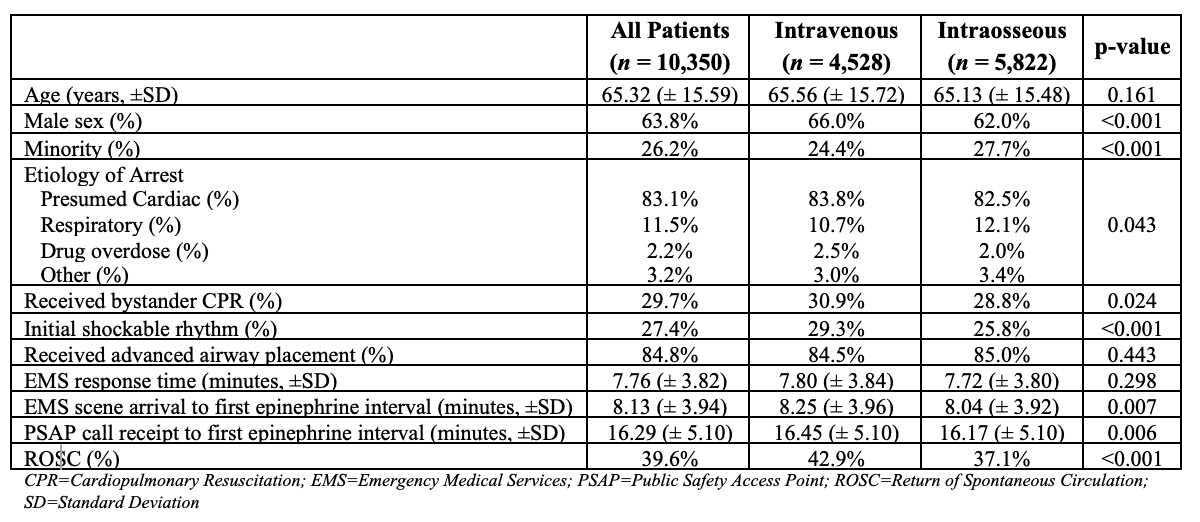 All Patients Intravenous Intraosseous p-value
(n = 10,350) (n = 4,528) (n = 5,822)
Age (years, ±SD) 65.32 (± 15.59) 65.56 (± 15.72) 65.13 (± 15.48) 0.161
Male sex (%) 63.8% 66.0% 62.0% <0.001
Minority (%) 26.2% 24.4% 27.7% <0.001
Etiology of Arrest
Presumed Cardiac (%) 83.1% 83.8% 82.5%
Respiratory (%) 11.5% 10.7% 12.1% 0.043
Drug overdose (%) 2.2% 2.5% 2.0%
Other (%) 3.2% 3.0% 3.4%
Received bystander CPR (%) 29.7% 30.9% 28.8% 0.024
Initial shockable rhythm (%) 27.4% 29.3% 25.8% <0.001
Received advanced airway placement (%) 84.8% 84.5% 85.0% 0.443
EMS response time (minutes, ±SD) 7.76 (± 3.82) 7.80 (± 3.84) 7.72 (± 3.80) 0.298
EMS scene arrival to first epinephrine interval (minutes, ±SD) 8.13 (± 3.94) 8.25 (± 3.96) 8.04 (± 3.92) 0.007
PSAP call receipt to first epinephrine interval (minutes, ±SD) 16.29 (± 5.10) 16.45 (± 5.10) 16.17 (± 5.10) 0.006
ROSC (%) 39.6% 42.9% 37.1% <0.001
CPR=Cardiopulmonary Resuscitation; EMS=Emergency Medical Services; PSAP=Public Safety Access Point; ROSC=Return of Spontaneous Circulation;
SD=Standard Deviation